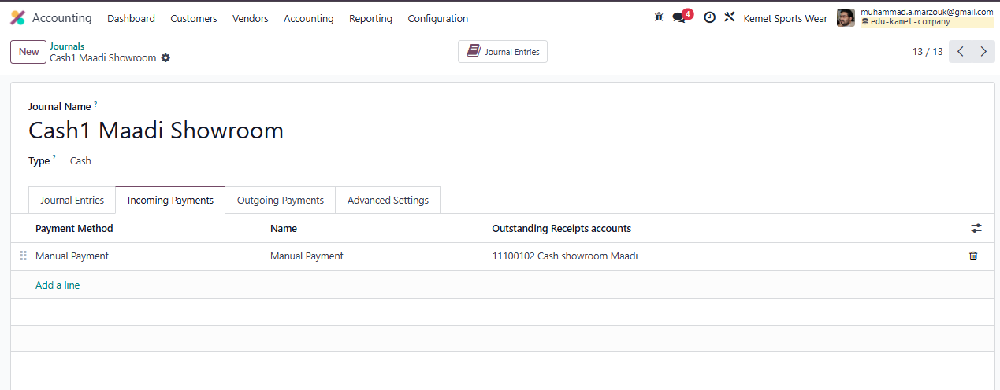 Accounting Dashboard Customers Vendors Accounting Reporting Configuration 4 Kemet Sports Wear muhammad.a.marzouk@gmail.com
edu-kamet-company
New Journals Journal Entries 13 / 13
Cash1 Maadi Showroom
Journal Name ?
Cash1 Maadi Showroom
Type ? Cash
Journal Entries Incoming Payments Outgoing Payments Advanced Settings
Payment Method Name Outstanding Receipts accounts
Manual Payment Manual Payment 11100102 Cash showroom Maadi
Add a line